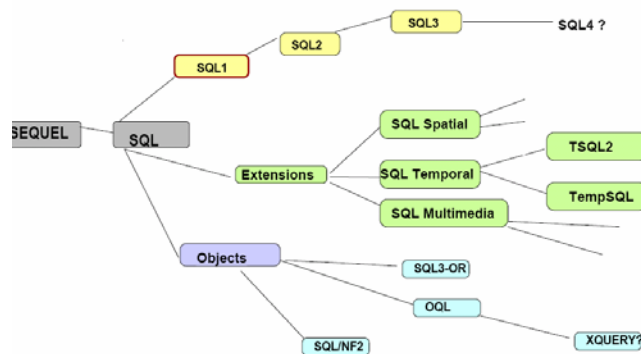 SQL3
SQL4 ?
SQL2
SQL1
SEQUEL
SQL
SQL Spatial
TSQL2
Extensions
SQL Temporal
TempSQL
SQL Multimedia
Objects
SQL3-OR
OQL
XQUERY?
SQL/NF2